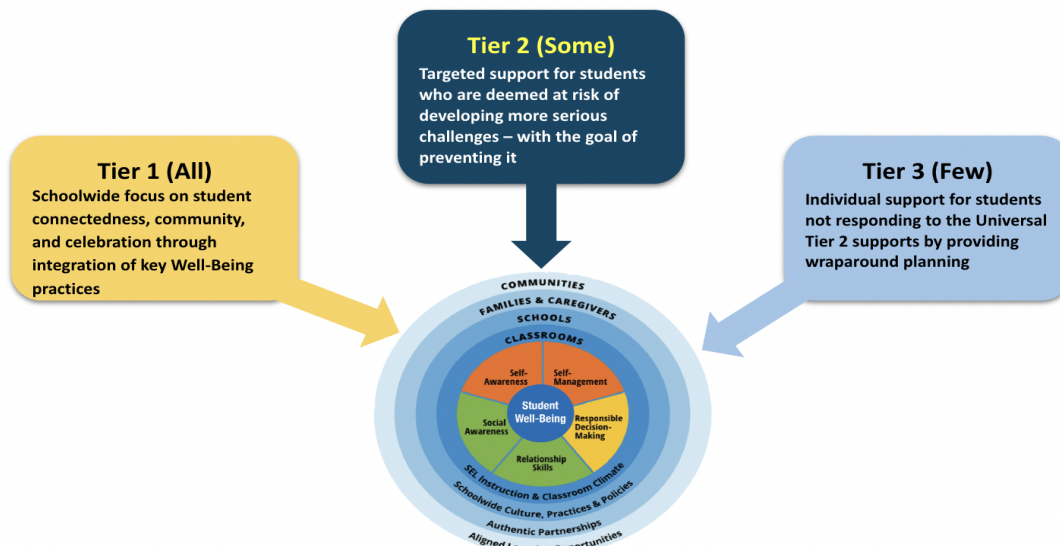 Tier 2 (Some)
Targeted support for students
who are deemed at risk of
developing more serious
challenges – with the goal of
preventing it
Tier 1 (All)
Schoolwide focus on student
connectedness, community,
and celebration through
integration of key Well-Being
practices
Tier 3 (Few)
Individual support for students
not responding to the Universal
Tier 2 supports by providing
wraparound planning
COMMUNITIES
FAMILIES & CAREGIVERS
SCHOOLS
CLASSROOMS
Self-
Awareness
Self-
Management
Social
Awareness
Student
Well-Being
Responsible
Decision-
Making
Relationship
Skills
SEL Instruction & Classroom Climate
Schoolwide Culture, Practices & Policies
Authentic Partnerships
Aligned Opportunities